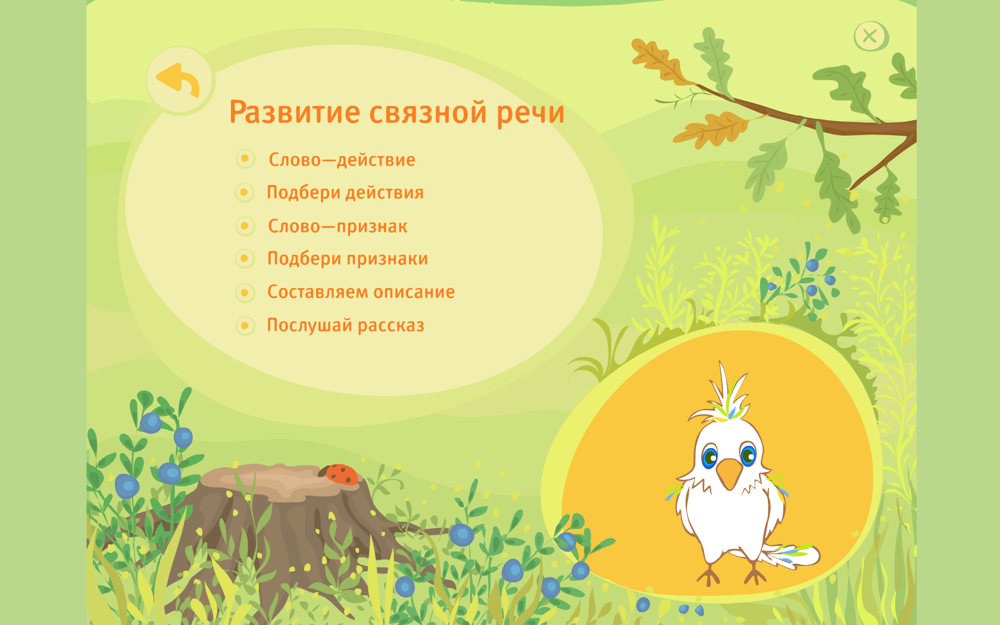 Развитие связной речи
Слово—действие
Подбери действия
Слово—признак
Подбери признаки
Составляем описание
Послушай рассказ